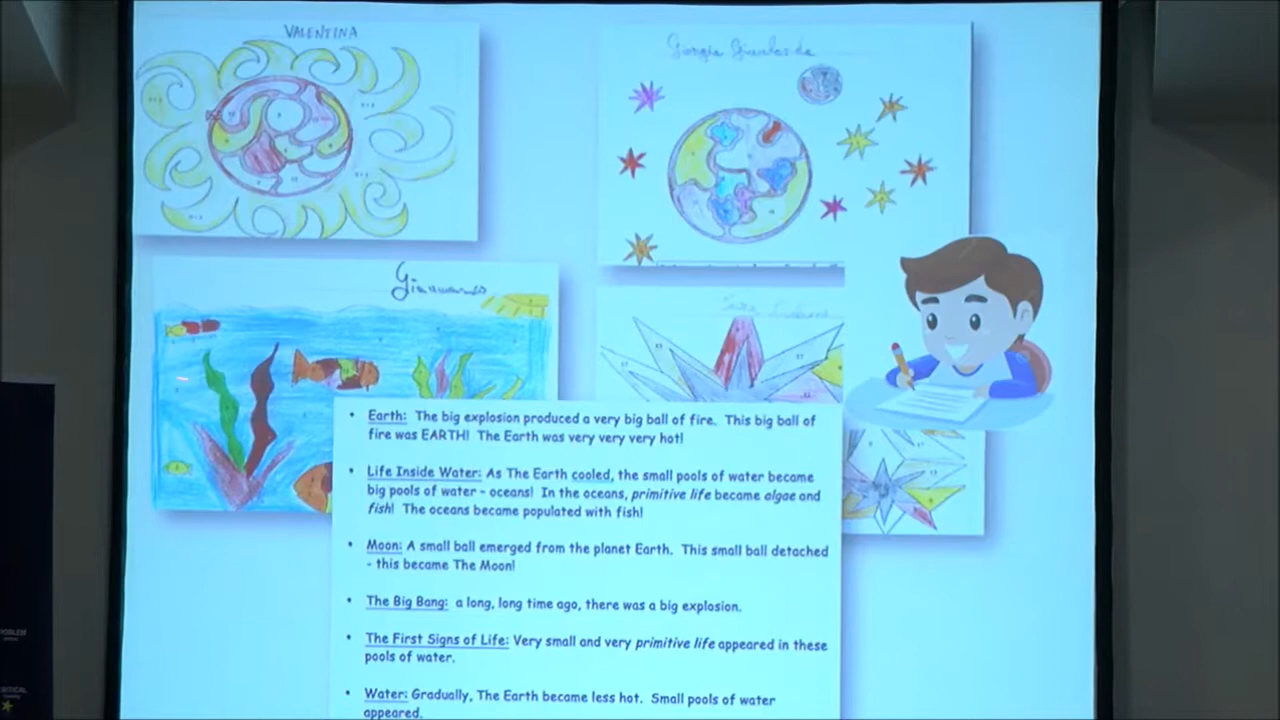 VALENTINA
Giorgia
• Earth: The big explosion produced a very big ball of fire. This big ball of
fire was EARTH! The Earth was very very very hot!
• Life Inside Water: As The Earth cooled, the small pools of water became
big pools of water - oceans! In the oceans, primitive life became algae and
fish! The oceans became populated with fish!
• Moon: A small ball emerged from the planet Earth. This small ball detached
- this became The Moon!
• The Big Bang: a long, long time ago, there was a big explosion.
• The First Signs of Life: Very small and very primitive life appeared in these
pools of water.
• Water: Gradually, The Earth became less hot. Small pools of water
appeared.